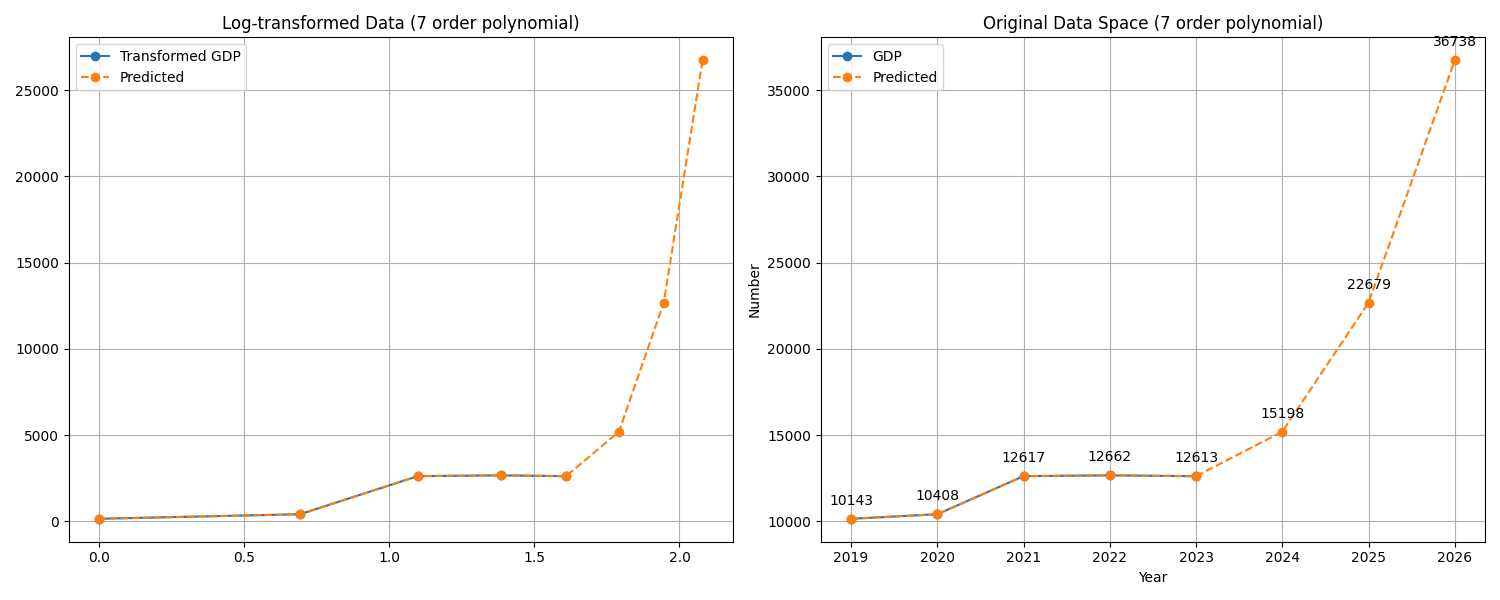 Log-transformed Data (7 order polynomial)
Transformed GDP
Predicted
25000
20000
15000
10000
5000
0
0.0 0.5 1.0 1.5 2.0
Original Data Space (7 order polynomial)
GDP
Predicted
Number
35000
30000
25000
20000
15000
10000
10143
10408
12617
12662
12613
15198
22679
36738
2019 2020 2021 2022 2023 2024 2025 2026
Year